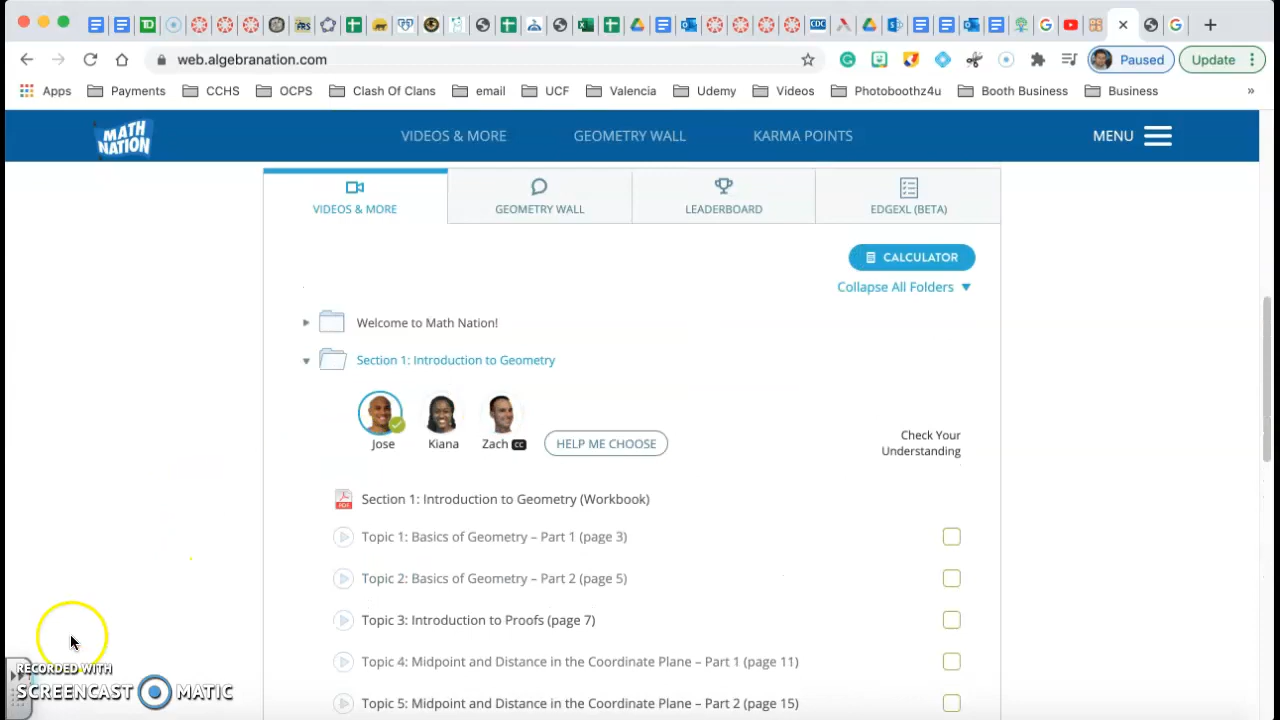 web.algebranation.com
Paused
Update
Apps
Payments
CCHS
OCPS
Clash Of Clans
email
UCF
Valencia
Udemy
Videos
Photoboothz4u
Booth Business
Business
»
MATH NATION
VIDEOS & MORE
GEOMETRY WALL
KARMA POINTS
MENU
VIDEOS & MORE
GEOMETRY WALL
LEADERBOARD
EDGEXL (BETA)
CALCULATOR
Collapse All Folders
Welcome to Math Nation!
Section 1: Introduction to Geometry
Jose
Kiana
Zach CC
HELP ME CHOOSE
Check Your
Understanding
Section 1: Introduction to Geometry (Workbook)
Topic 1: Basics of Geometry – Part 1 (page 3)
Topic 2: Basics of Geometry – Part 2 (page 5)
Topic 3: Introduction to Proofs (page 7)
Topic 4: Midpoint and Distance in the Coordinate Plane – Part 1 (page 11)
Topic 5: Midpoint and Distance in the Coordinate Plane – Part 2 (page 15)
RECORDED WITH
SCREENCAST MATIC